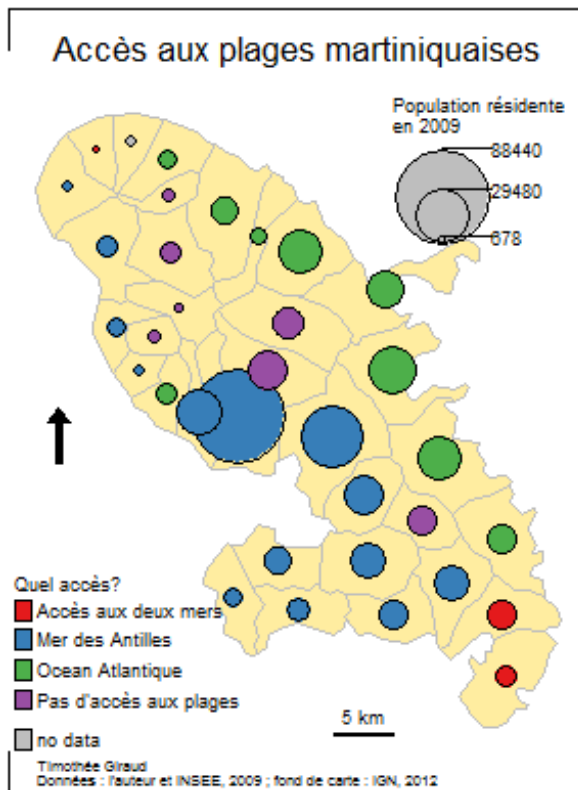 Accès aux plages martiniquaises
Population résidente
en 2009
88440
29480
678
Quel accès?
Accès aux deux mers
Mer des Antilles
Ocean Atlantique
Pas d'accès aux plages
no data
5 km
Timothée Giraud
Données : l'auteur et INSEE, 2009 ; fond de carte : IGN, 2012